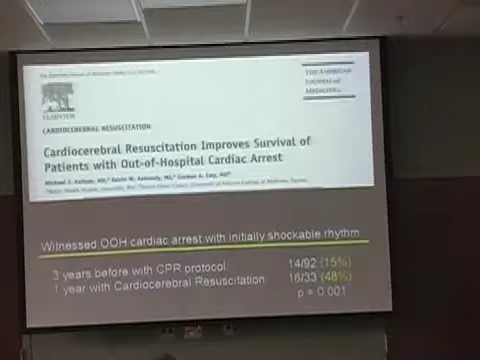 THE AMERICAN
JOURNAL of
MEDICINE
ELSEVIER
CARDIOCEREBRAL RESUSCITATION
Cardiocerebral Resuscitation Improves Survival of
Patients with Out-of-Hospital Cardiac Arrest
Witnessed OOH cardiac arrest with initially shockable rhythm
3 years before with CPR protocol: 14/92 (15%)
1 year with Cardiocerebral Resuscitation: 16/33 (48%)
p = 0.001